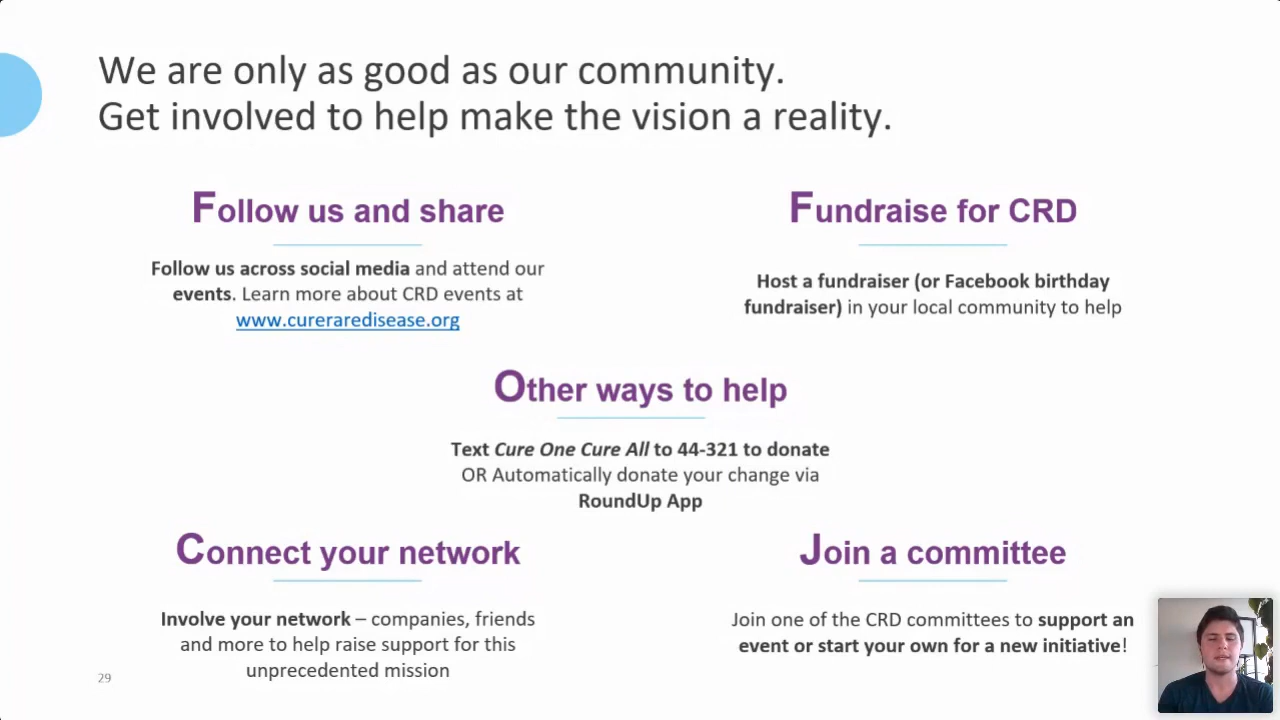 We are only as good as our community.
Get involved to help make the vision a reality.
Follow us and share
Follow us across social media and attend our
events. Learn more about CRD events at
www.cureraredisease.org
Fundraise for CRD
Host a fundraiser (or Facebook birthday
fundraiser) in your local community to help
Other ways to help
Text Cure One Cure All to 44-321 to donate
OR Automatically donate your change via
RoundUp App
Connect your network
Involve your network – companies, friends
and more to help raise support for this
unprecedented mission
Join a committee
Join one of the CRD committees to support an
event or start your own for a new initiative!
29